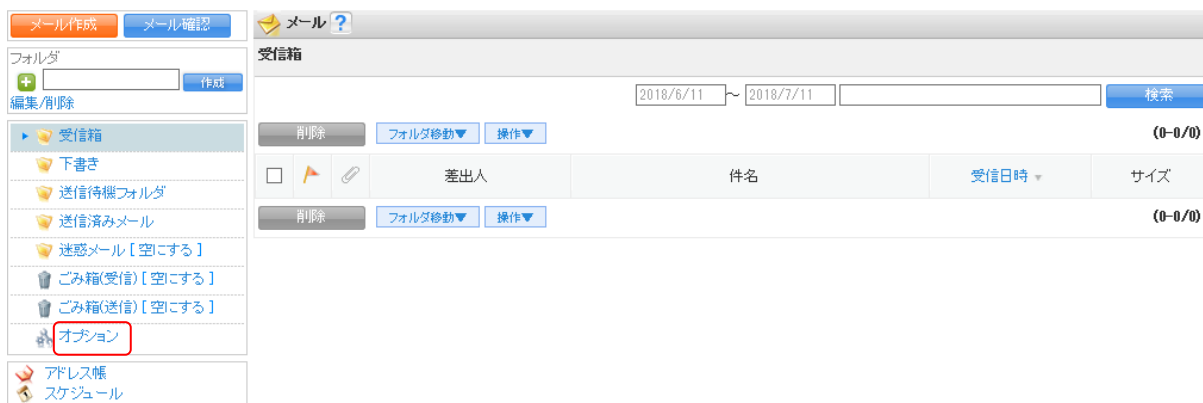 メール作成 メール確認
フォルダ
作成
編集/削除
受信箱
下書き
送信待機フォルダ
送信済みメール
迷惑メール [ 空にする ]
ごみ箱(受信) [ 空にする ]
ごみ箱(送信) [ 空にする ]
オプション
アドレス帳
スケジュール
メール ?
受信箱
2018/6/11 ～ 2018/7/11 検索
削除 フォルダ移動▼ 操作▼ (0-0/0)
差出人 件名 受信日時 ▼ サイズ
削除 フォルダ移動▼ 操作▼ (0-0/0)